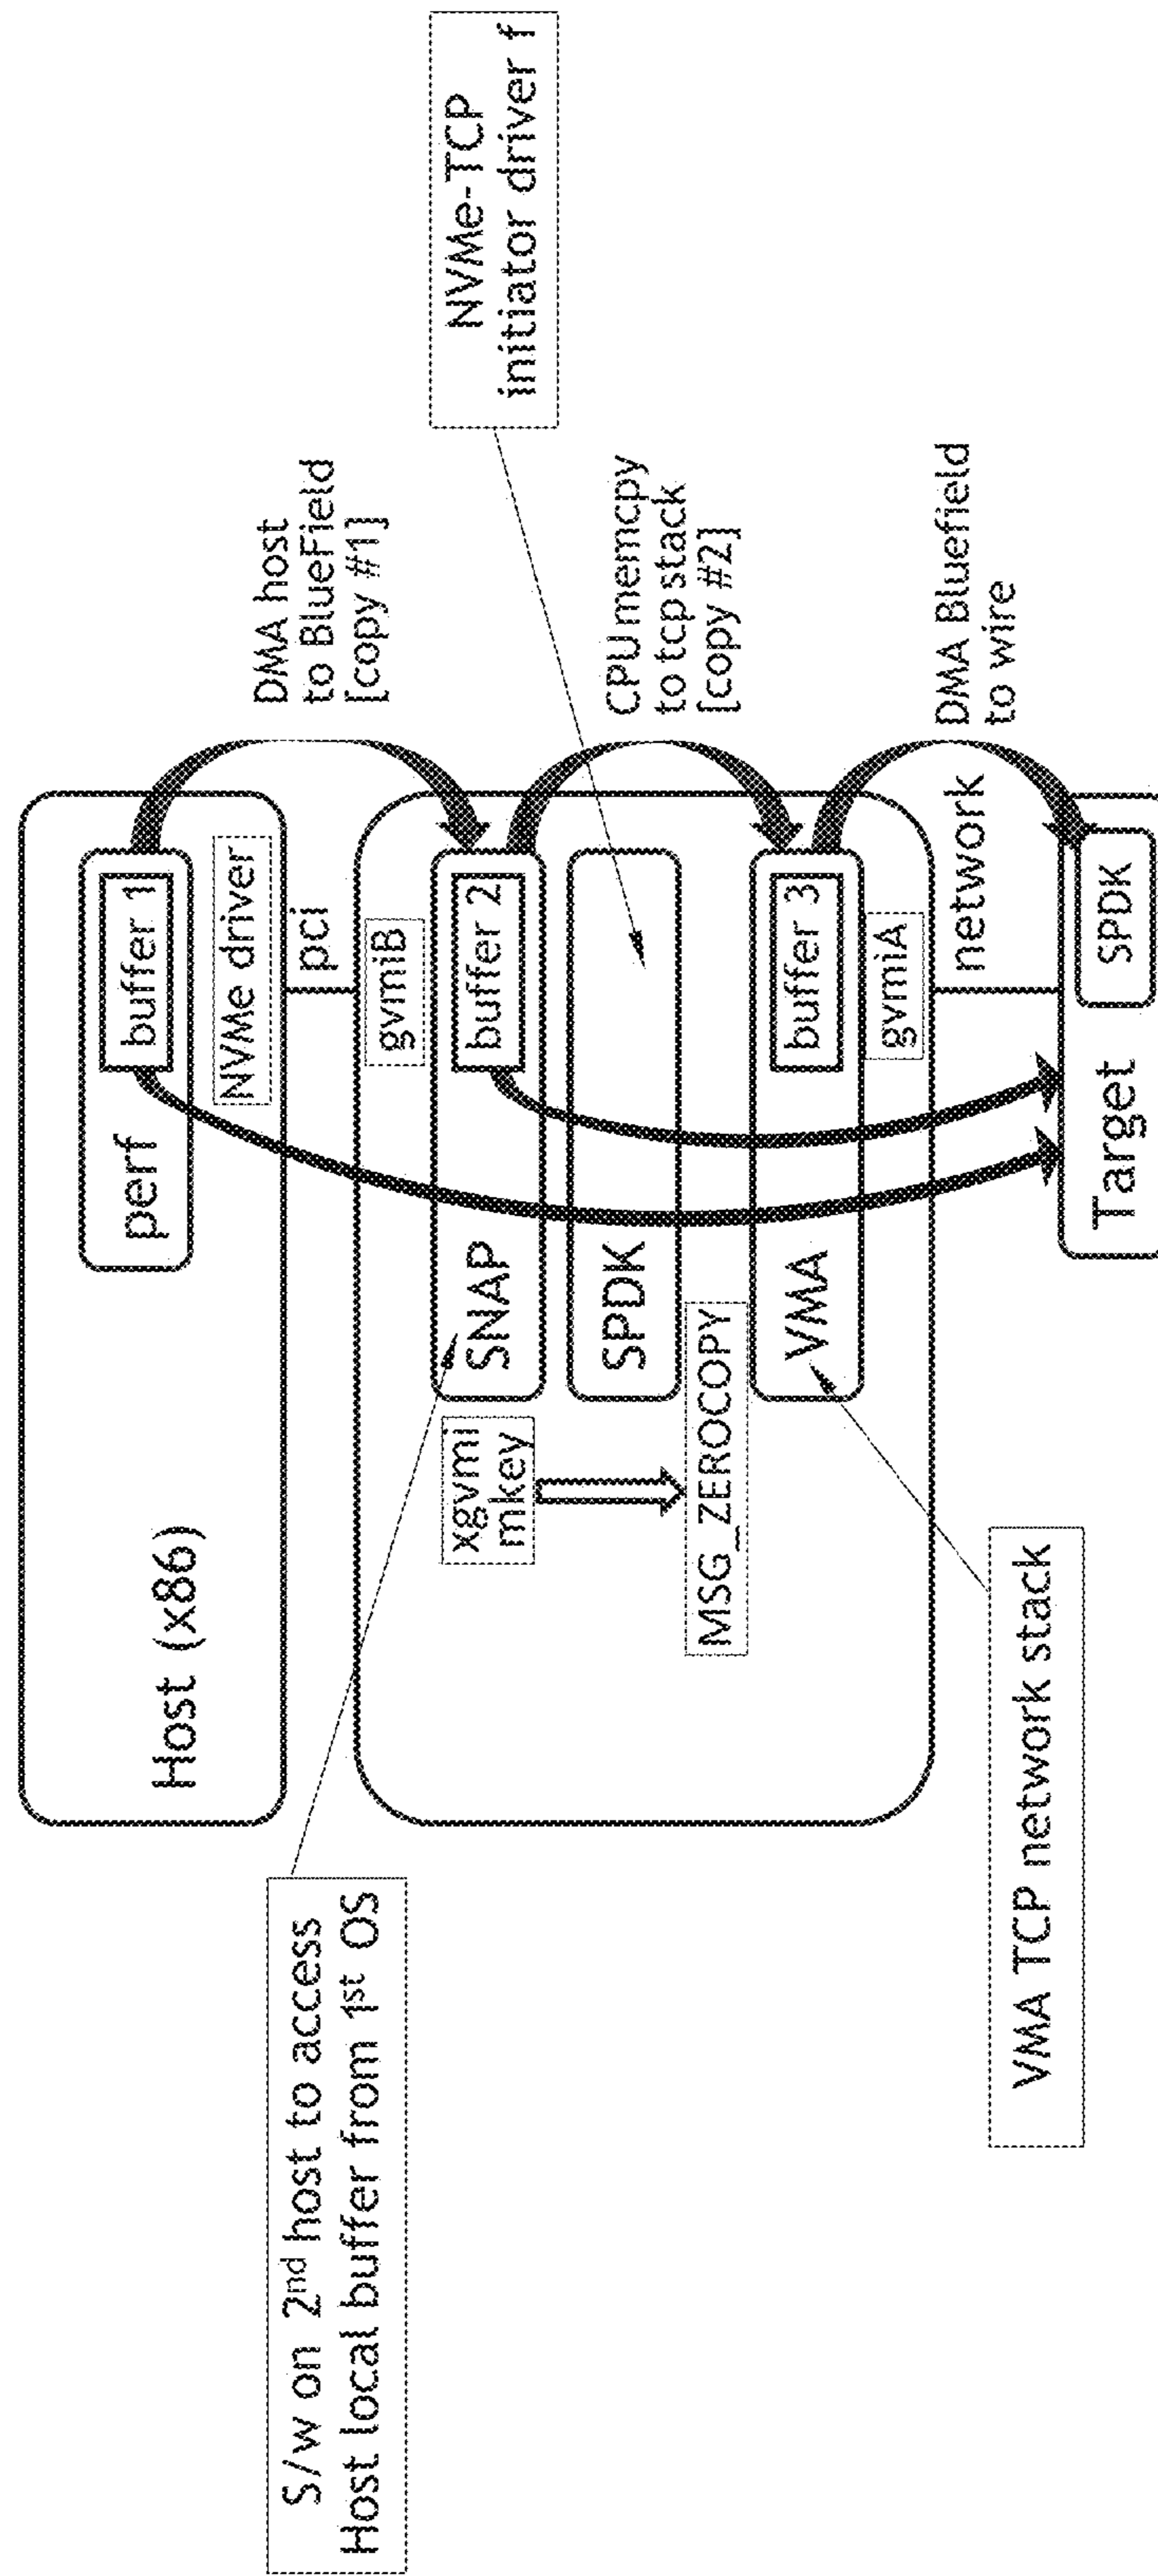 Host (x86)
perf
buffer 1
NVMe driver
pci
DMA host
to BlueField
[copy #1]
S/w on 2nd host to access
Host local buffer from 1st OS
gvmiB
xgvmi
mkey
SNAP
buffer 2
NVMe-TCP
initiator driver f
SPDK
CPU memcpy
to tcp stack
[copy #2]
MSG_ZEROCOPY
VMA
buffer 3
gvmiA
DMA Bluefield
to wire
network
VMA TCP network stack
Target
SPDK